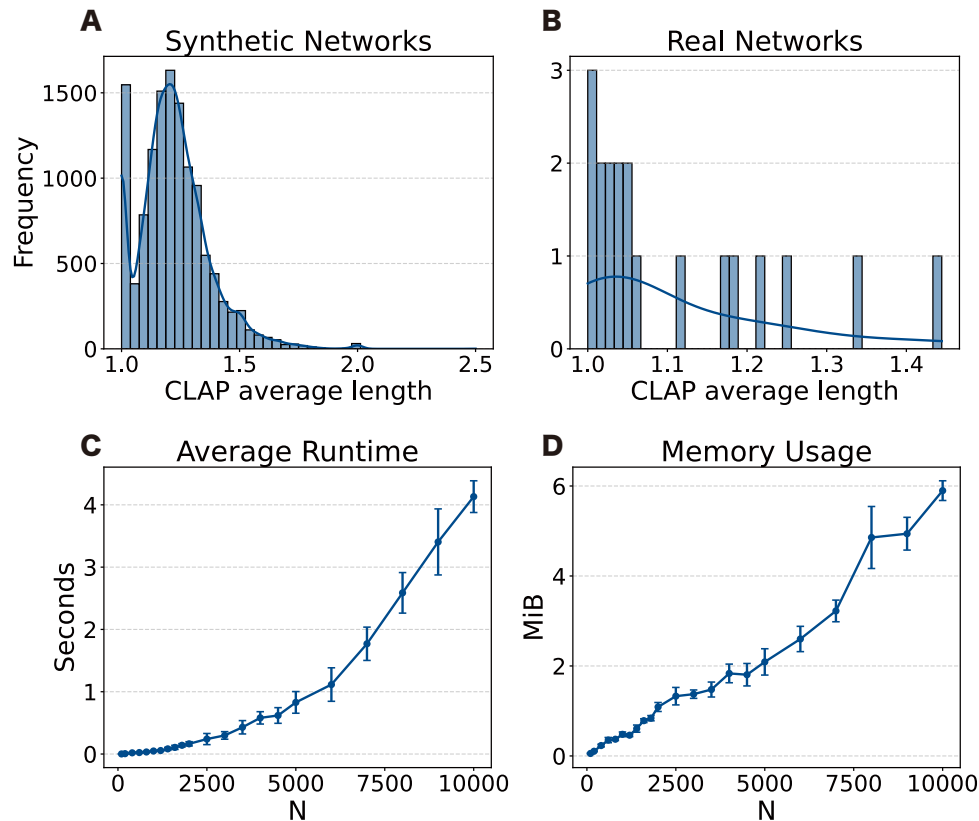 A
Synthetic Networks
Frequency
1500
1000
500
0
1.0
1.5
2.0
2.5
CLAP average length
B
Real Networks
3
2
1
0
1.0
1.1
1.2
1.3
1.4
CLAP average length
C
Average Runtime
Seconds
4
3
2
1
0
0
2500
5000
7500
10000
N
D
Memory Usage
MiB
6
4
2
0
0
2500
5000
7500
10000
N